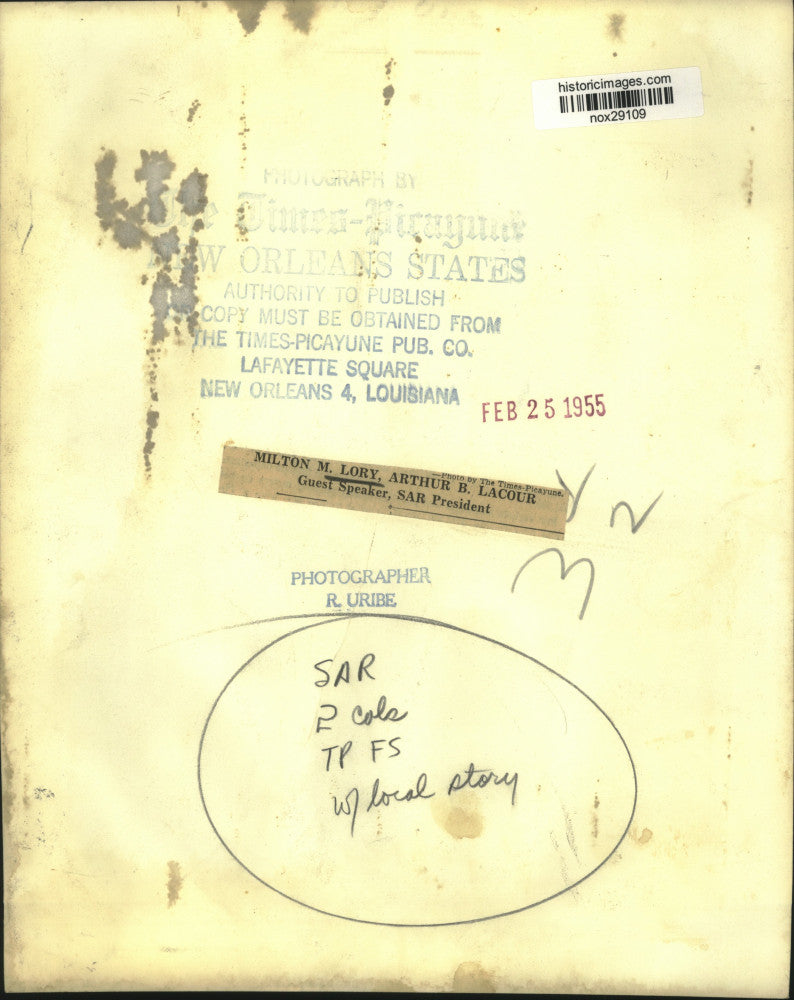 historicimages.com
nox29109
PHOTOGRAPH BY
The Times-Picayune
NEW ORLEANS STATES
AUTHORITY TO PUBLISH
COPY MUST BE OBTAINED FROM
THE TIMES-PICAYUNE PUB. CO.
LAFAYETTE SQUARE
NEW ORLEANS 4, LOUISIANA
FEB 25 1955
—Photo by The Times-Picayune.
MILTON M. LORY, ARTHUR B. LACOUR
Guest Speaker, SAR President
PHOTOGRAPHER
R. URIBE
SAR
2 cols
TP FS
w/ local story